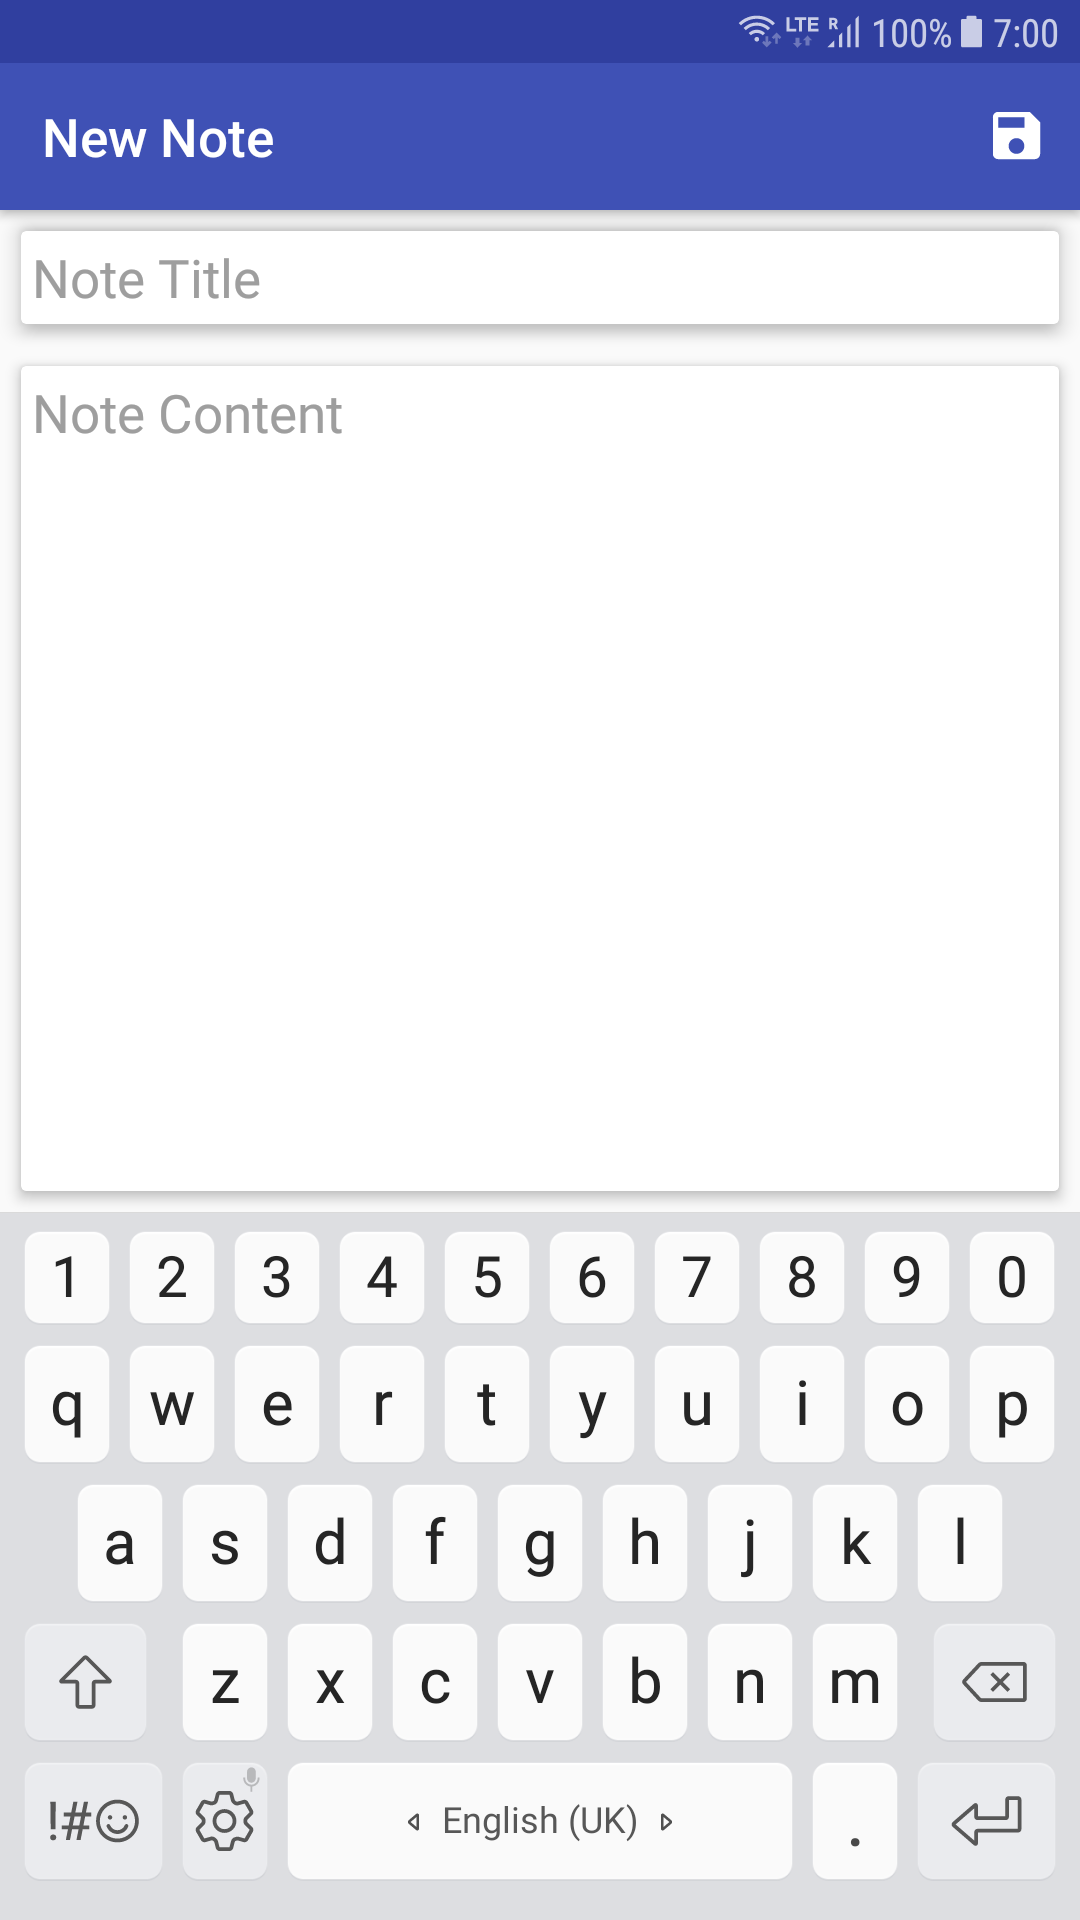 LTE R 100% 7:00
New Note
Note Title
Note Content
1 2 3 4 5 6 7 8 9 0
q w e r t y u i o p
a s d f g h j k l
z x c v b n m
!# English (UK) .